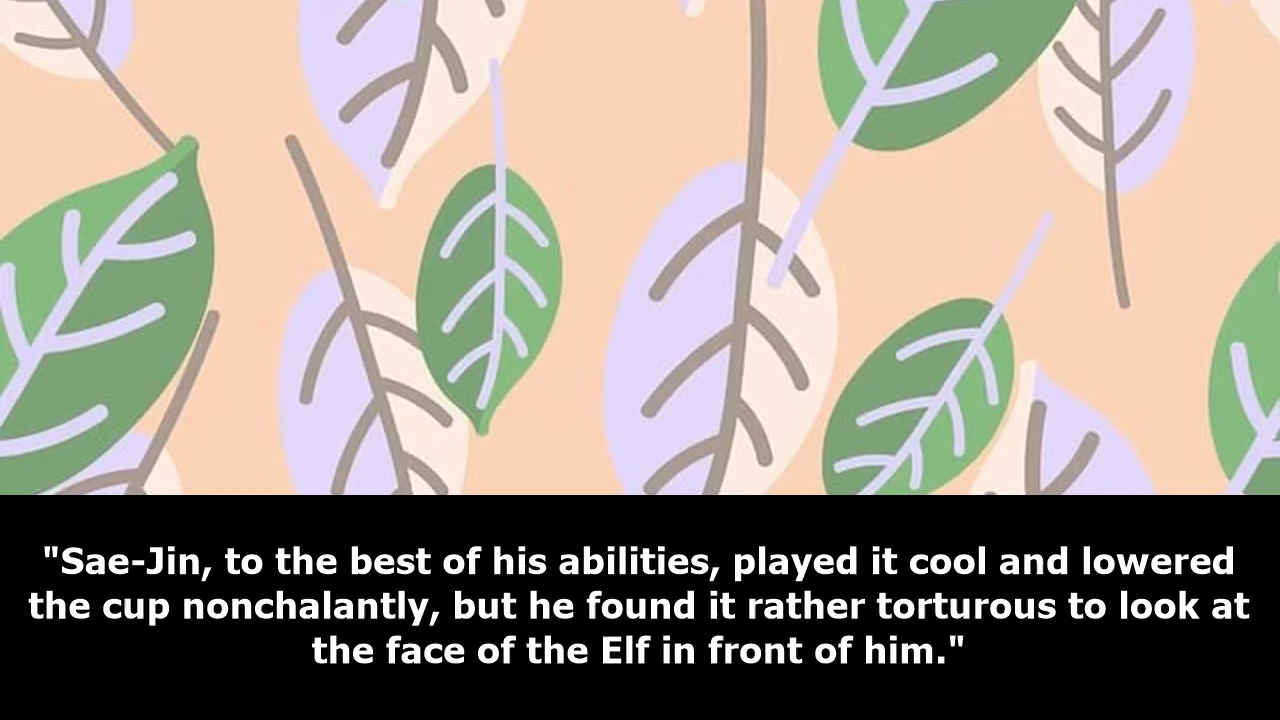 "Sae-Jin, to the best of his abilities, played it cool and lowered
the cup nonchalantly, but he found it rather torturous to look at
the face of the Elf in front of him."